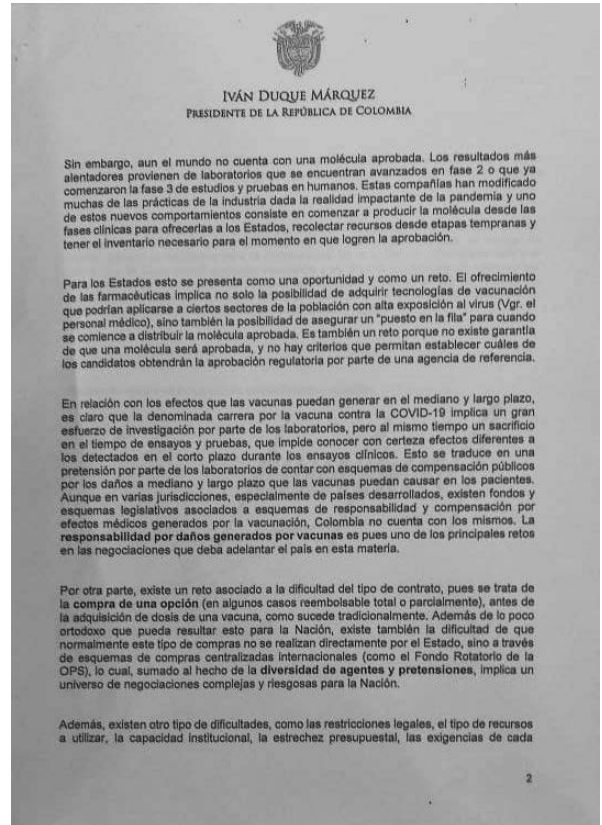 IVÁN DUQUE MÁRQUEZ
PRESIDENTE DE LA REPÚBLICA DE COLOMBIA
Sin embargo, aun el mundo no cuenta con una molécula aprobada. Los resultados más
alentadores provienen de laboratorios que se encuentran avanzados en fase 2 o que ya
comenzaron la fase 3 de estudios y pruebas en humanos. Estas compañías han modificado
muchas de las prácticas de la industria dada la realidad impactante de la pandemia y uno
de estos nuevos comportamientos consiste en comenzar a producir la molécula desde las
fases clínicas para ofrecerlas a los Estados, recolectar recursos desde etapas tempranas y
tener el inventario necesario para el momento en que logren la aprobación.
Para los Estados esto se presenta como una oportunidad y como un reto. El ofrecimiento
de las farmacéuticas implica no solo la posibilidad de adquirir tecnologías de vacunación
que podrían aplicarse a ciertos sectores de la población con alta exposición al virus (Vgr. el
personal médico), sino también la posibilidad de asegurar un "puesto en la fila" para cuando
se comience a distribuir la molécula aprobada. Es también un reto porque no existe garantía
de que una molécula será aprobada, y no hay criterios que permitan establecer cuáles de
los candidatos obtendrán la aprobación regulatoria por parte de una agencia de referencia.
En relación con los efectos que las vacunas puedan generar en el mediano y largo plazo,
es claro que la denominada carrera por la vacuna contra la COVID-19 implica un gran
esfuerzo de investigación por parte de los laboratorios, pero al mismo tiempo un sacrificio
en el tiempo de ensayos y pruebas, que impide conocer con certeza efectos diferentes a
los detectados en el corto plazo durante los ensayos clínicos. Esto se traduce en una
pretensión por parte de los laboratorios de contar con esquemas de compensación públicos
por los daños a mediano y largo plazo que las vacunas puedan causar en los pacientes.
Aunque en varias jurisdicciones, especialmente de países desarrollados, existen fondos y
esquemas legislativos asociados a esquemas de responsabilidad y compensación por
efectos médicos generados por la vacunación, Colombia no cuenta con los mismos. La
responsabilidad por daños generados por vacunas es pues uno de los principales retos
en las negociaciones que deba adelantar el país en esta materia.
Por otra parte, existe un reto asociado a la dificultad del tipo de contrato, pues se trata de
la compra de una opción (en algunos casos reembolsable total o parcialmente), antes de
la adquisición de dosis de una vacuna, como sucede tradicionalmente. Además de lo poco
ortodoxo que pueda resultar esto para la Nación, existe también la dificultad de que
normalmente este tipo de compras no se realizan directamente por el Estado, sino a través
de esquemas de compras centralizadas internacionales (como el Fondo Rotatorio de la
OPS), lo cual, sumado al hecho de la diversidad de agentes y pretensiones, implica un
universo de negociaciones complejas y riesgosas para la Nación.
Además, existen otro tipo de dificultades, como las restricciones legales, el tipo de recursos
a utilizar, la capacidad institucional, la estrechez presupuestal, las exigencias de cada
2